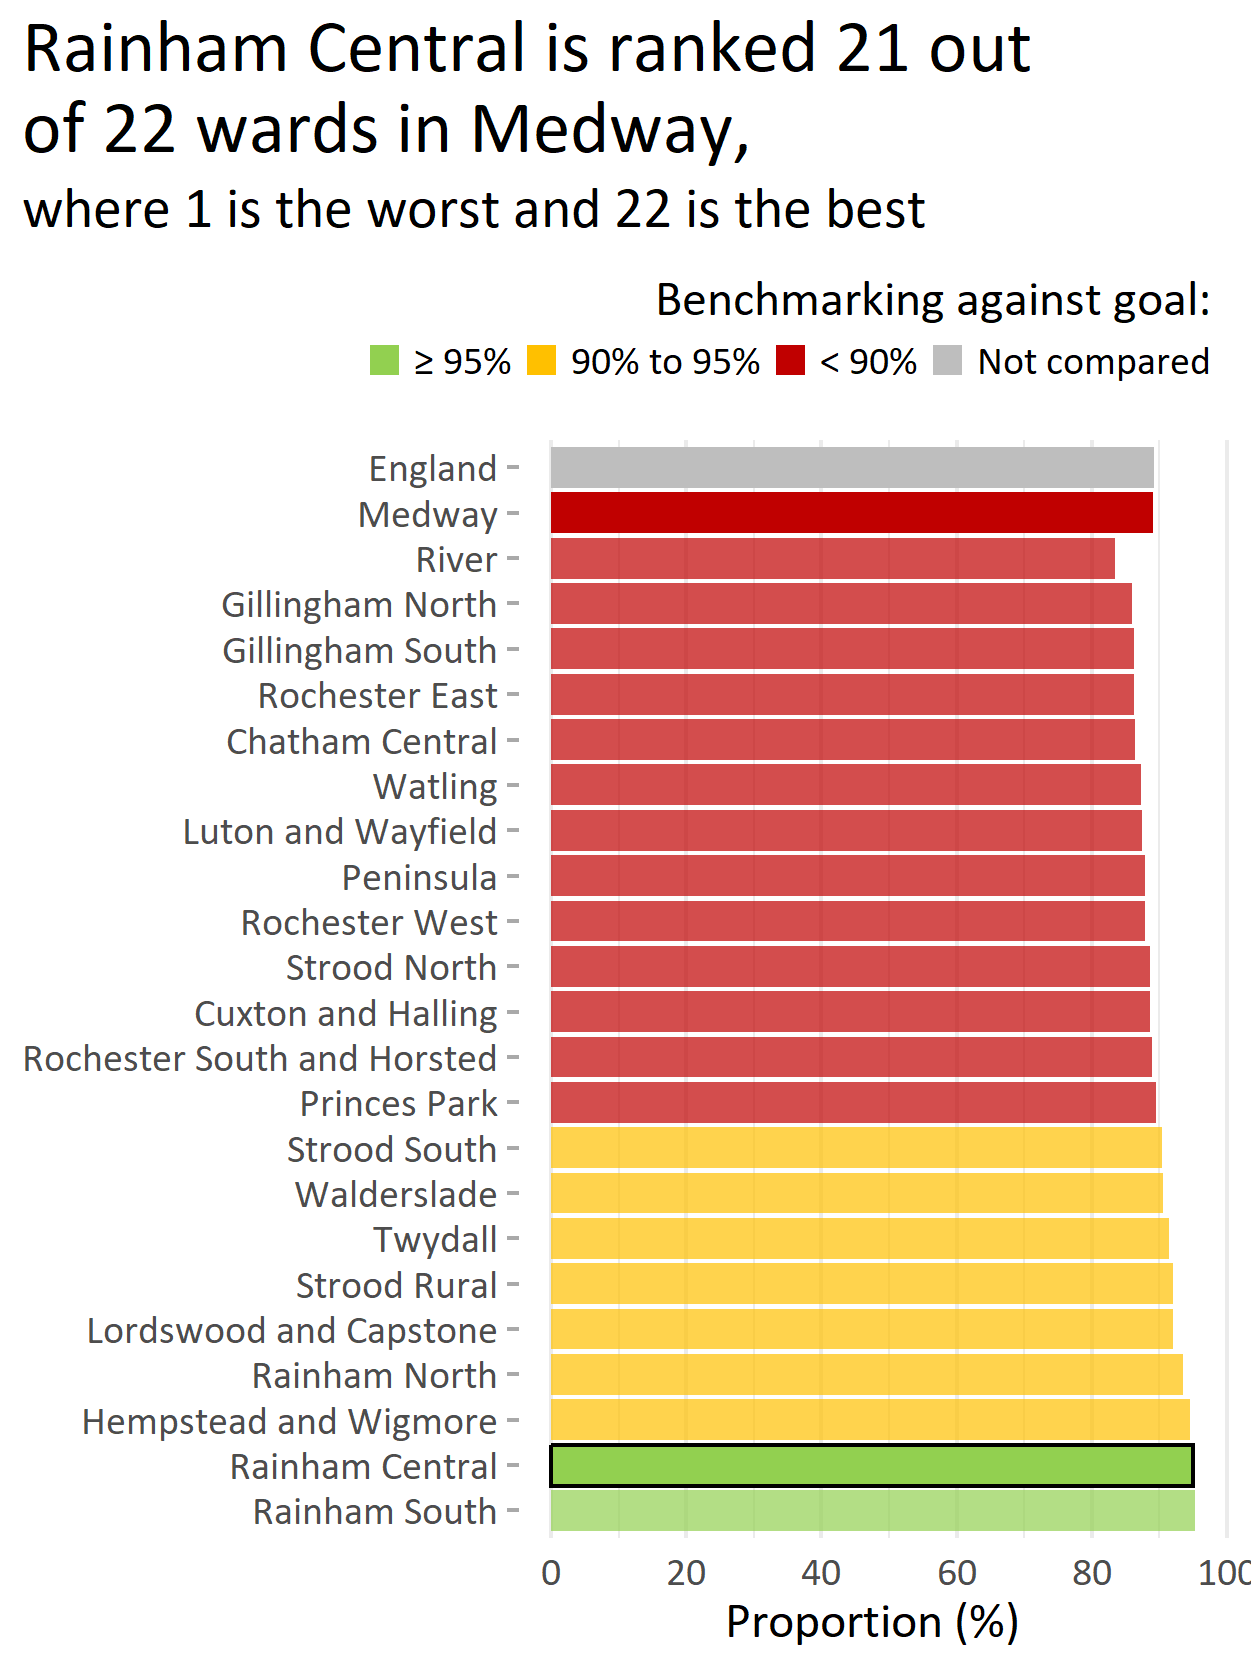 Rainham Central is ranked 21 out
of 22 wards in Medway,
where 1 is the worst and 22 is the best
Benchmarking against goal:
≥ 95% 90% to 95% < 90% Not compared
England
Medway
River
Gillingham North
Gillingham South
Rochester East
Chatham Central
Watling
Luton and Wayfield
Peninsula
Rochester West
Strood North
Cuxton and Halling
Rochester South and Horsted
Princes Park
Strood South
Walderslade
Twydall
Strood Rural
Lordswood and Capstone
Rainham North
Hempstead and Wigmore
Rainham Central
Rainham South
0 20 40 60 80 100
Proportion (%)